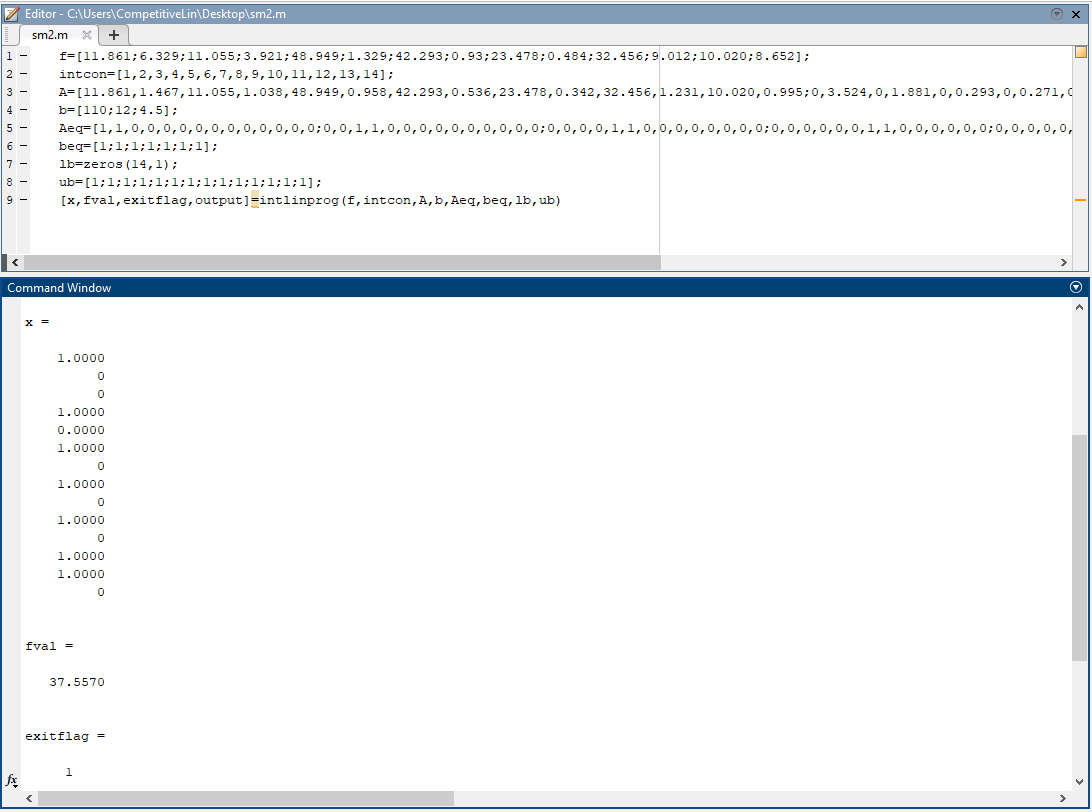 Editor - C:\Users\CompetitiveLin\Desktop\sm2.m
sm2.m
1 f=[11.861;6.329;11.055;3.921;48.949;1.329;42.293;0.93;23.478;0.484;32.456;9.012;10.020;8.652];
2 intcon=[1,2,3,4,5,6,7,8,9,10,11,12,13,14];
3 A=[11.861,1.467,11.055,1.038,48.949,0.958,42.293,0.536,23.478,0.342,32.456,1.231,10.020,0.995;0,3.524,0,1.881,0,0.293,0,0.271,0
4 b=[110;12;4.5];
5 Aeq=[1,1,0,0,0,0,0,0,0,0,0,0,0,0;0,0,1,1,0,0,0,0,0,0,0,0,0,0;0,0,0,0,1,1,0,0,0,0,0,0,0,0;0,0,0,0,0,0,1,1,0,0,0,0,0,0;0,0,0,0,0,
6 beq=[1;1;1;1;1;1;1];
7 lb=zeros(14,1);
8 ub=[1;1;1;1;1;1;1;1;1;1;1;1;1;1];
9 [x,fval,exitflag,output]=intlinprog(f,intcon,A,b,Aeq,beq,lb,ub)
Command Window
x =
1.0000
0
0
1.0000
0.0000
1.0000
0
1.0000
0
1.0000
0
1.0000
1.0000
0
fval =
37.5570
exitflag =
1
fx